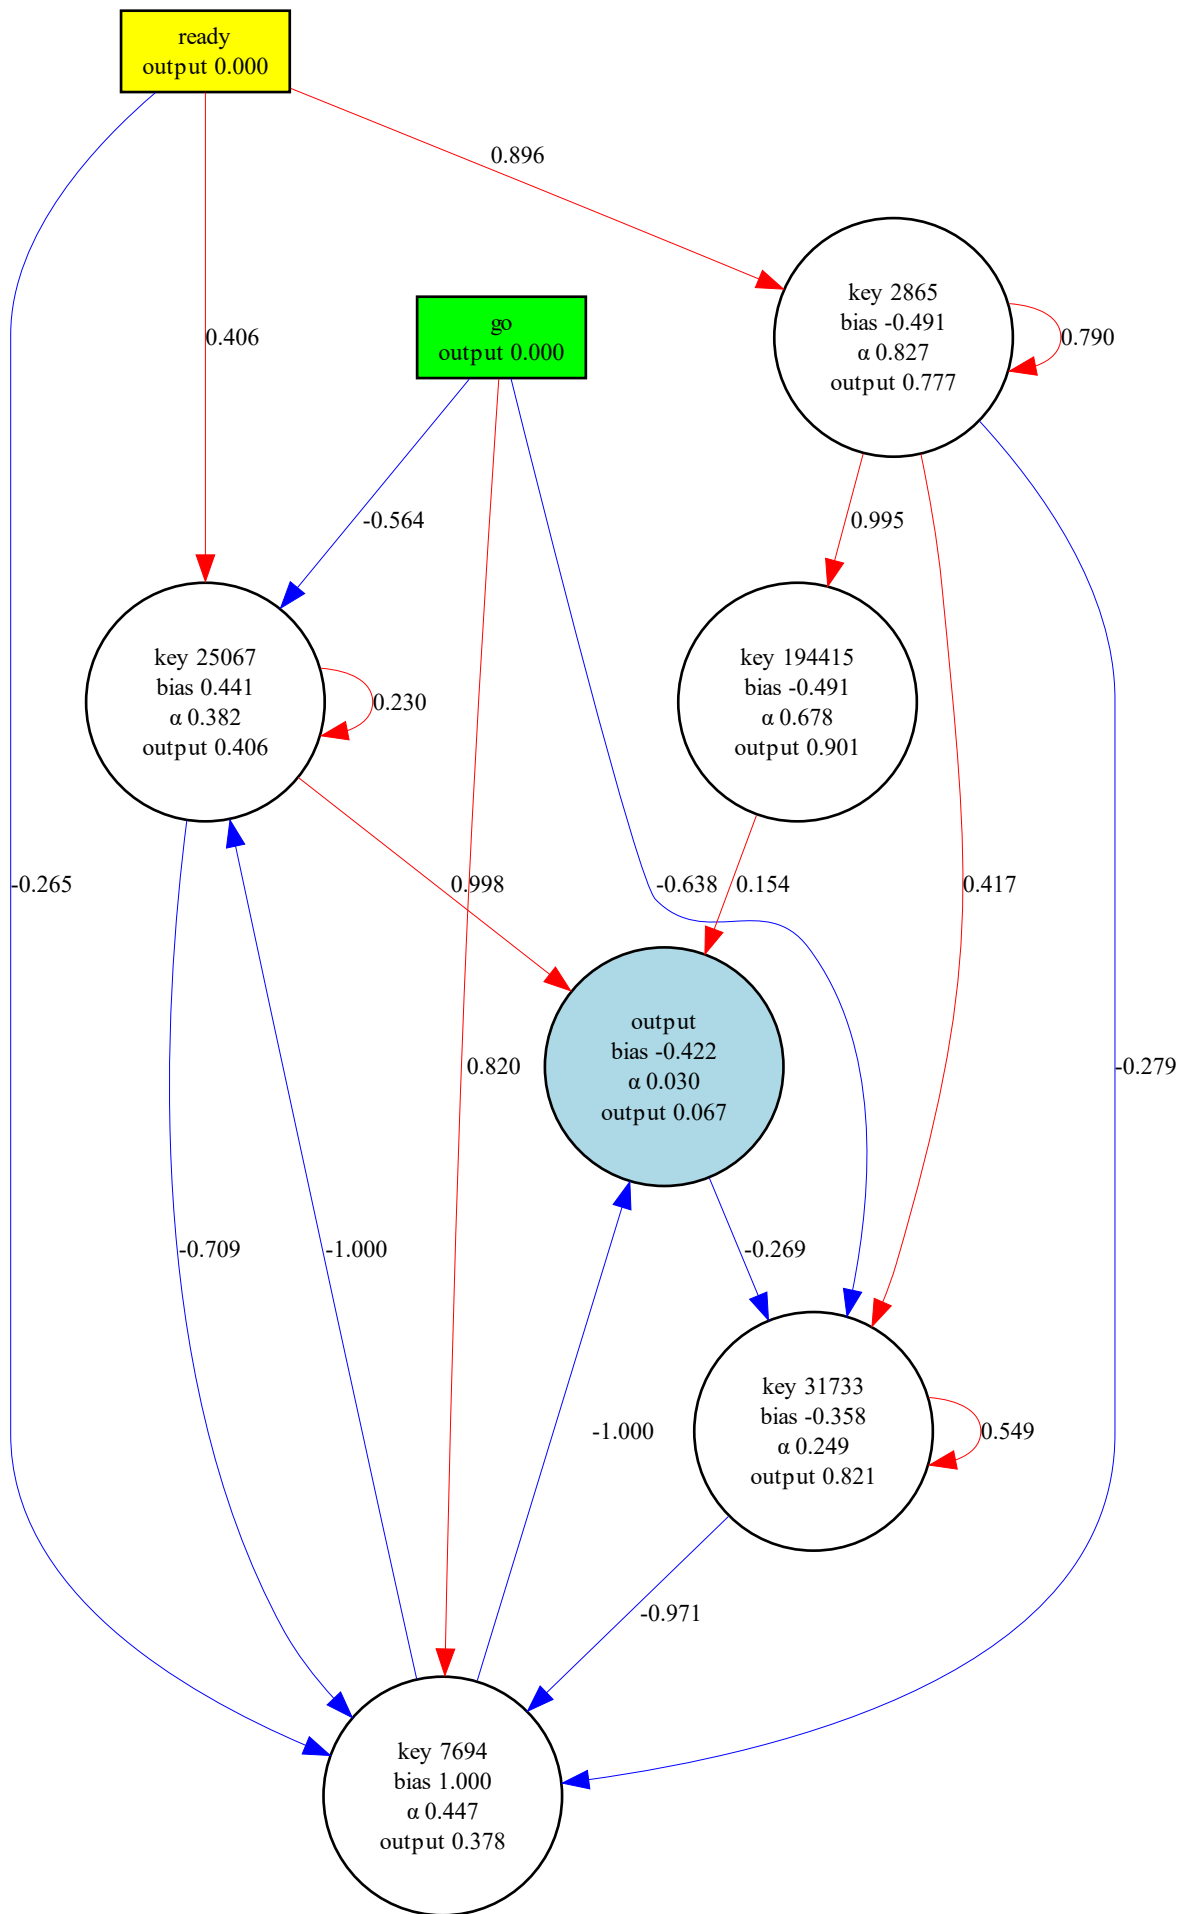 ready
output 0.000
0.896
key 2865
bias -0.491
α 0.827
output 0.777
0.790
go
output 0.000
0.406
-0.564
0.995
key 25067
bias 0.441
α 0.382
output 0.406
0.230
key 194415
bias -0.491
α 0.678
output 0.901
-0.265
0.998
-0.638
0.154
0.417
output
bias -0.422
α 0.030
output 0.067
0.820
-0.279
-0.709
-1.000
-0.269
key 31733
bias -0.358
α 0.249
output 0.821
0.549
-1.000
-0.971
key 7694
bias 1.000
α 0.447
output 0.378